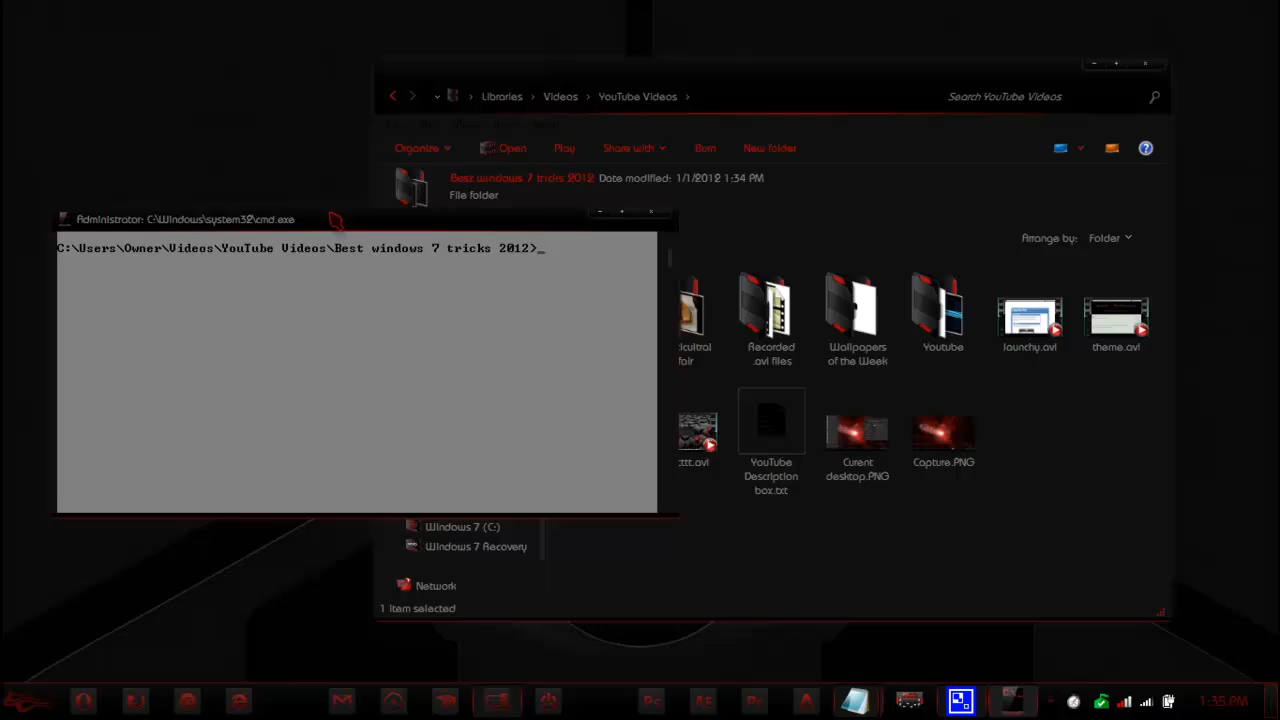 Libraries > Videos > YouTube Videos >
Search YouTube Videos
Organize
Open
Play
Share with
Burn
New folder
Best windows 7 tricks 2012 Date modified: 1/1/2012 1:34 PM
File folder
Administrator: C:\Windows\system32\cmd.exe
C:\Users\Owner\Videos\YouTube Videos\Best windows 7 tricks 2012>_
Arrange by: Folder
Recorded
.avi files
Wallpapers
of the Week
Youtube
launchy.avi
theme.avi
YouTube
Description
box.txt
Curent
desktop.PNG
Capture.PNG
Windows 7 (C:)
Windows 7 Recovery
Network
1 item selected
Ps
AE
Pr
1:35 PM